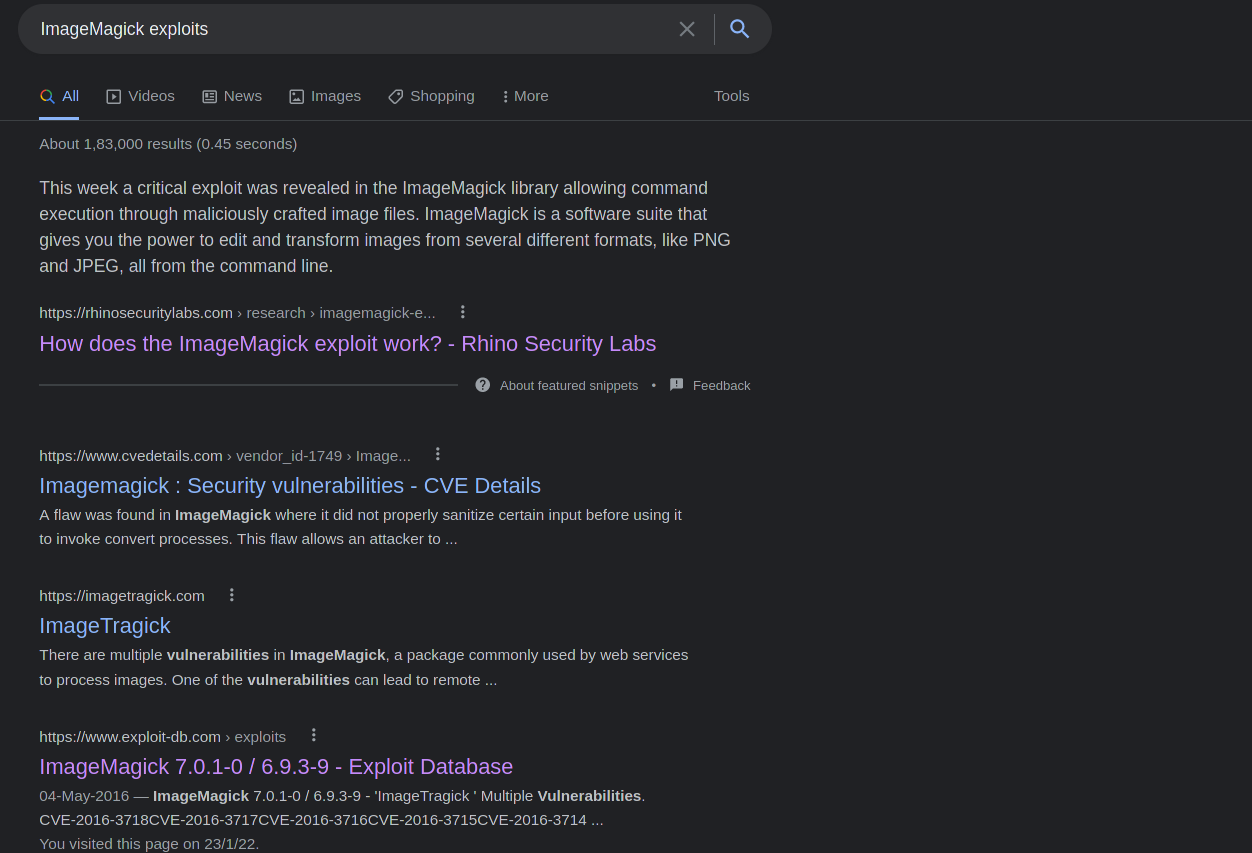 ImageMagick exploits
All Videos News Images Shopping More Tools
About 1,83,000 results (0.45 seconds)
This week a critical exploit was revealed in the ImageMagick library allowing command
execution through maliciously crafted image files. ImageMagick is a software suite that
gives you the power to edit and transform images from several different formats, like PNG
and JPEG, all from the command line.
https://rhinosecuritylabs.com › research › imagemagick-e...
How does the ImageMagick exploit work? - Rhino Security Labs
About featured snippets • Feedback
https://www.cvedetails.com › vendor_id-1749 › Image...
Imagemagick : Security vulnerabilities - CVE Details
A flaw was found in ImageMagick where it did not properly sanitize certain input before using it
to invoke convert processes. This flaw allows an attacker to ...
https://imagetragick.com
ImageTragick
There are multiple vulnerabilities in ImageMagick, a package commonly used by web services
to process images. One of the vulnerabilities can lead to remote ...
https://www.exploit-db.com › exploits
ImageMagick 7.0.1-0 / 6.9.3-9 - Exploit Database
04-May-2016 — ImageMagick 7.0.1-0 / 6.9.3-9 - 'ImageTragick ' Multiple Vulnerabilities.
CVE-2016-3718CVE-2016-3717CVE-2016-3716CVE-2016-3715CVE-2016-3714 ...
You visited this page on 23/1/22.